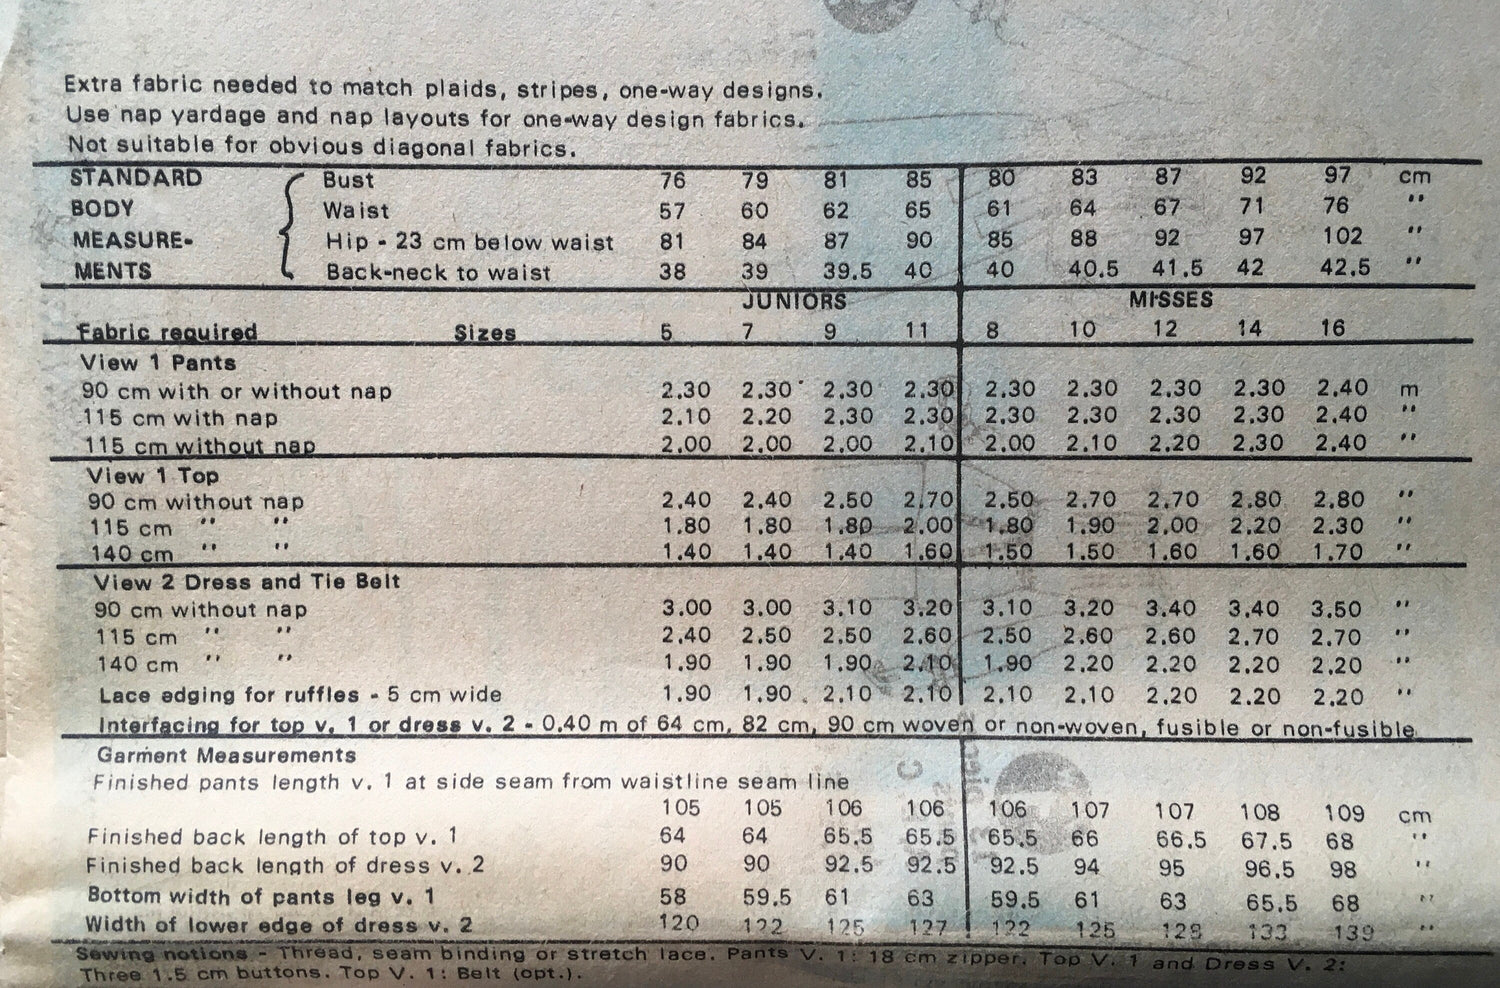 Extra fabric needed to match plaids, stripes, one-way designs.
Use nap yardage and nap layouts for one-way design fabrics.
Not suitable for obvious diagonal fabrics.
STANDARD Bust 76 79 81 85 80 83 87 92 97 cm
BODY Waist 57 60 62 65 61 64 67 71 76 "
MEASURE- Hip - 23 cm below waist 81 84 87 90 85 88 92 97 102 "
MENTS Back-neck to waist 38 39 39.5 40 40 40.5 41.5 42 42.5 "
JUNIORS MISSES
Fabric required Sizes 5 7 9 11 8 10 12 14 16
View 1 Pants
90 cm with or without nap 2.30 2.30 2.30 2.30 2.30 2.30 2.30 2.30 2.40 m
115 cm with nap 2.10 2.20 2.30 2.30 2.30 2.30 2.30 2.30 2.40 "
115 cm without nap 2.00 2.00 2.00 2.10 2.00 2.10 2.20 2.30 2.40 "
View 1 Top
90 cm without nap 2.40 2.40 2.50 2.70 2.50 2.70 2.70 2.80 2.80 "
115 cm " " 1.80 1.80 1.80 2.00 1.80 1.90 2.00 2.20 2.30 "
140 cm " " 1.40 1.40 1.40 1.60 1.50 1.50 1.60 1.60 1.70 "
View 2 Dress and Tie Belt
90 cm without nap 3.00 3.00 3.10 3.20 3.10 3.20 3.40 3.40 3.50 "
115 cm " " 2.40 2.50 2.50 2.60 2.50 2.60 2.60 2.70 2.70 "
140 cm " " 1.90 1.90 1.90 2.10 1.90 2.20 2.20 2.20 2.20 "
Lace edging for ruffles - 5 cm wide 1.90 1.90 2.10 2.10 2.10 2.10 2.20 2.20 2.20 "
Interfacing for top v. 1 or dress v. 2 - 0.40 m of 64 cm, 82 cm, 90 cm woven or non-woven, fusible or non-fusible
Garment Measurements
Finished pants length v. 1 at side seam from waistline seam line
105 105 106 106 106 107 107 108 109 cm
Finished back length of top v. 1 64 64 65.5 65.5 65.5 66 66.5 67.5 68 "
Finished back length of dress v. 2 90 90 92.5 92.5 92.5 94 95 96.5 98 "
Bottom width of pants leg v. 1 58 59.5 61 63 59.5 61 63 65.5 68 "
Width of lower edge of dress v. 2 120 122 125 127 122 125 128 133 139 "
Sewing notions - Thread, seam binding or stretch lace. Pants V. 1: 18 cm zipper. Top V. 1 and Dress V. 2:
Three 1.5 cm buttons. Top V. 1: Belt (opt.).